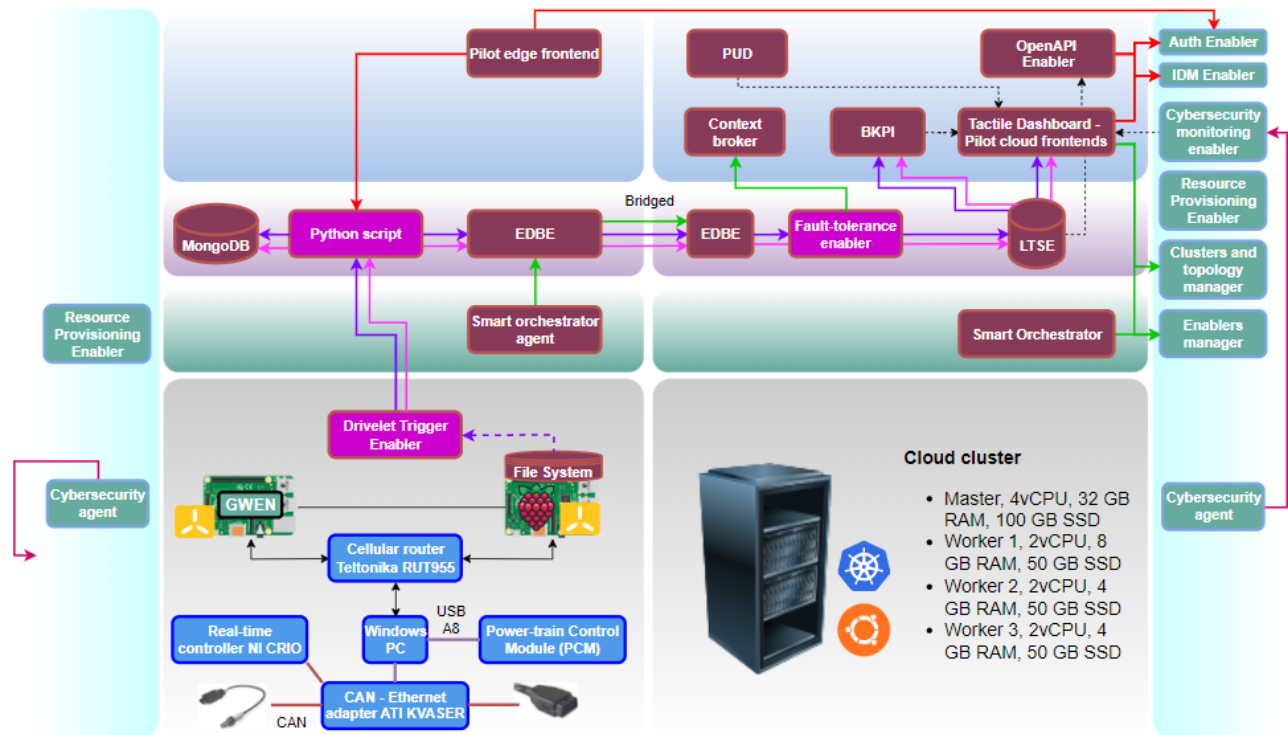 Pilot edge frontend
PUD
OpenAPI
Enabler
Auth Enabler
IDM Enabler
Context
broker
BKPI
Tactile Dashboard -
Pilot cloud frontends
Cybersecurity
monitoring
enabler
Resource
Provisioning
Enabler
Bridged
MongoDB
Python script
EDBE
EDBE
Fault-tolerance
enabler
LTSE
Clusters and
topology
manager
Resource
Provisioning
Enabler
Smart orchestrator
agent
Smart Orchestrator
Enablers
manager
Drivelet Trigger
Enabler
File System
GWEN
Cybersecurity
agent
Cellular router
Teltonika RUT955
USB
A8
Real-time
controller NI CRIO
Windows
PC
Power-train Control
Module (PCM)
CAN - Ethernet
adapter ATI KVASER
CAN
Cloud cluster
• Master, 4vCPU, 32 GB
RAM, 100 GB SSD
• Worker 1, 2vCPU, 8
GB RAM, 50 GB SSD
• Worker 2, 2vCPU, 4
GB RAM, 50 GB SSD
• Worker 3, 2vCPU, 4
GB RAM, 50 GB SSD
Cybersecurity
agent